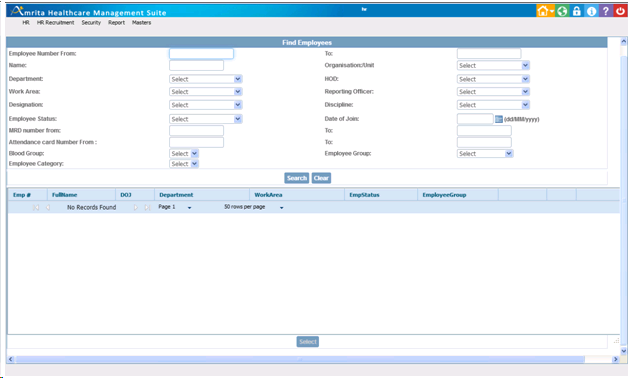 Amrita Healthcare Management Suite hr
HR HR Recruitment Security Report Masters
Find Employees
Employee Number From: To:
Name: Organisation/Unit Select
Department: Select HOD: Select
Work Area: Select Reporting Officer: Select
Designation: Select Discipline: Select
Employee Status: Select Date of Join: (dd/MM/yyyy)
MRD number from: To:
Attendance card Number From : To:
Blood Group: Select Employee Group: Select
Employee Category: Select
Search Clear
Emp # FullName DOJ Department WorkArea EmpStatus EmployeeGroup
No Records Found Page 1 50 rows per page
Select